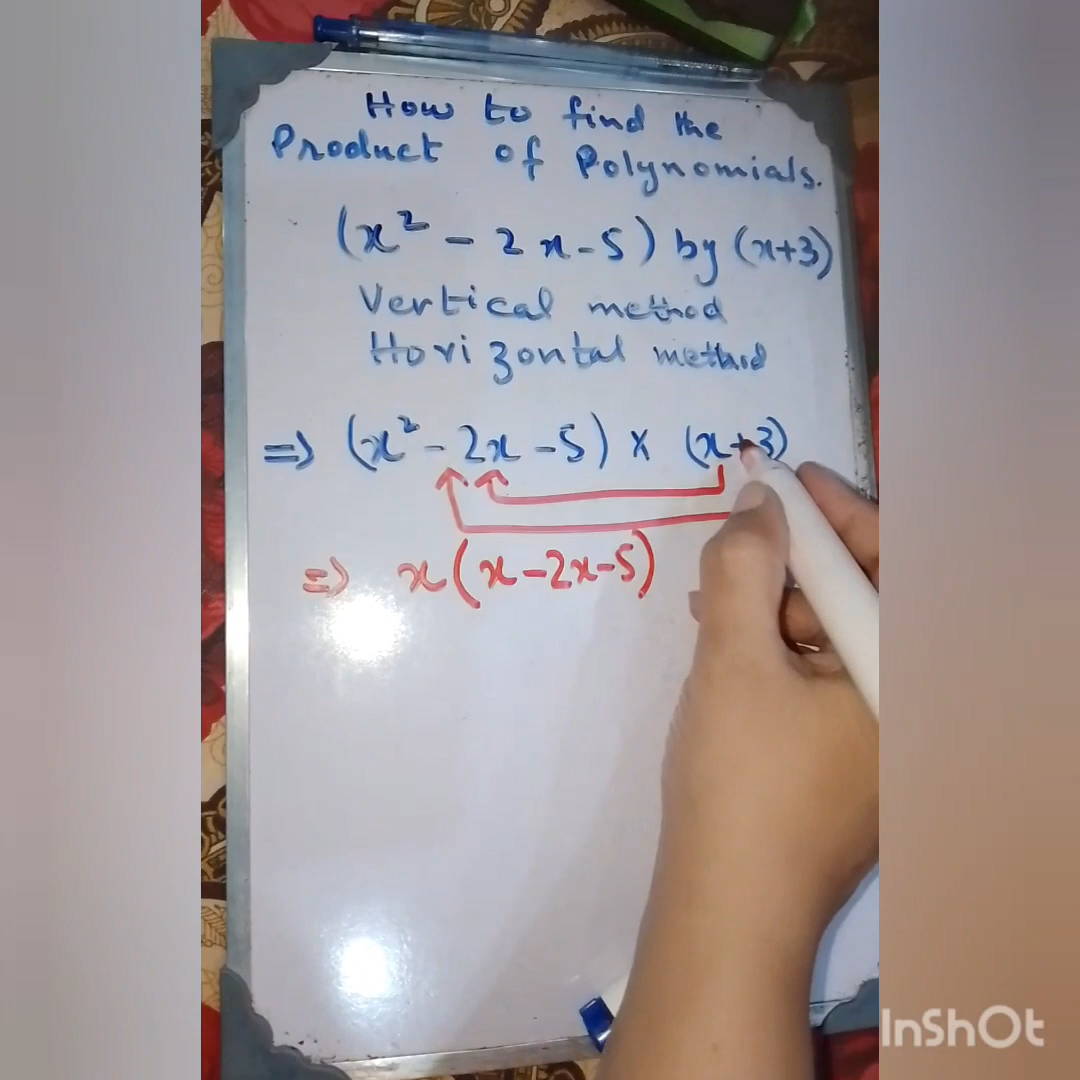 How to find the
Product of Polynomials.
(x² - 2x - 5) by (x+3)
Vertical method
Horizontal method
=> (x² - 2x - 5) × (x+3)
=> x(x - 2x - 5)
InShOt